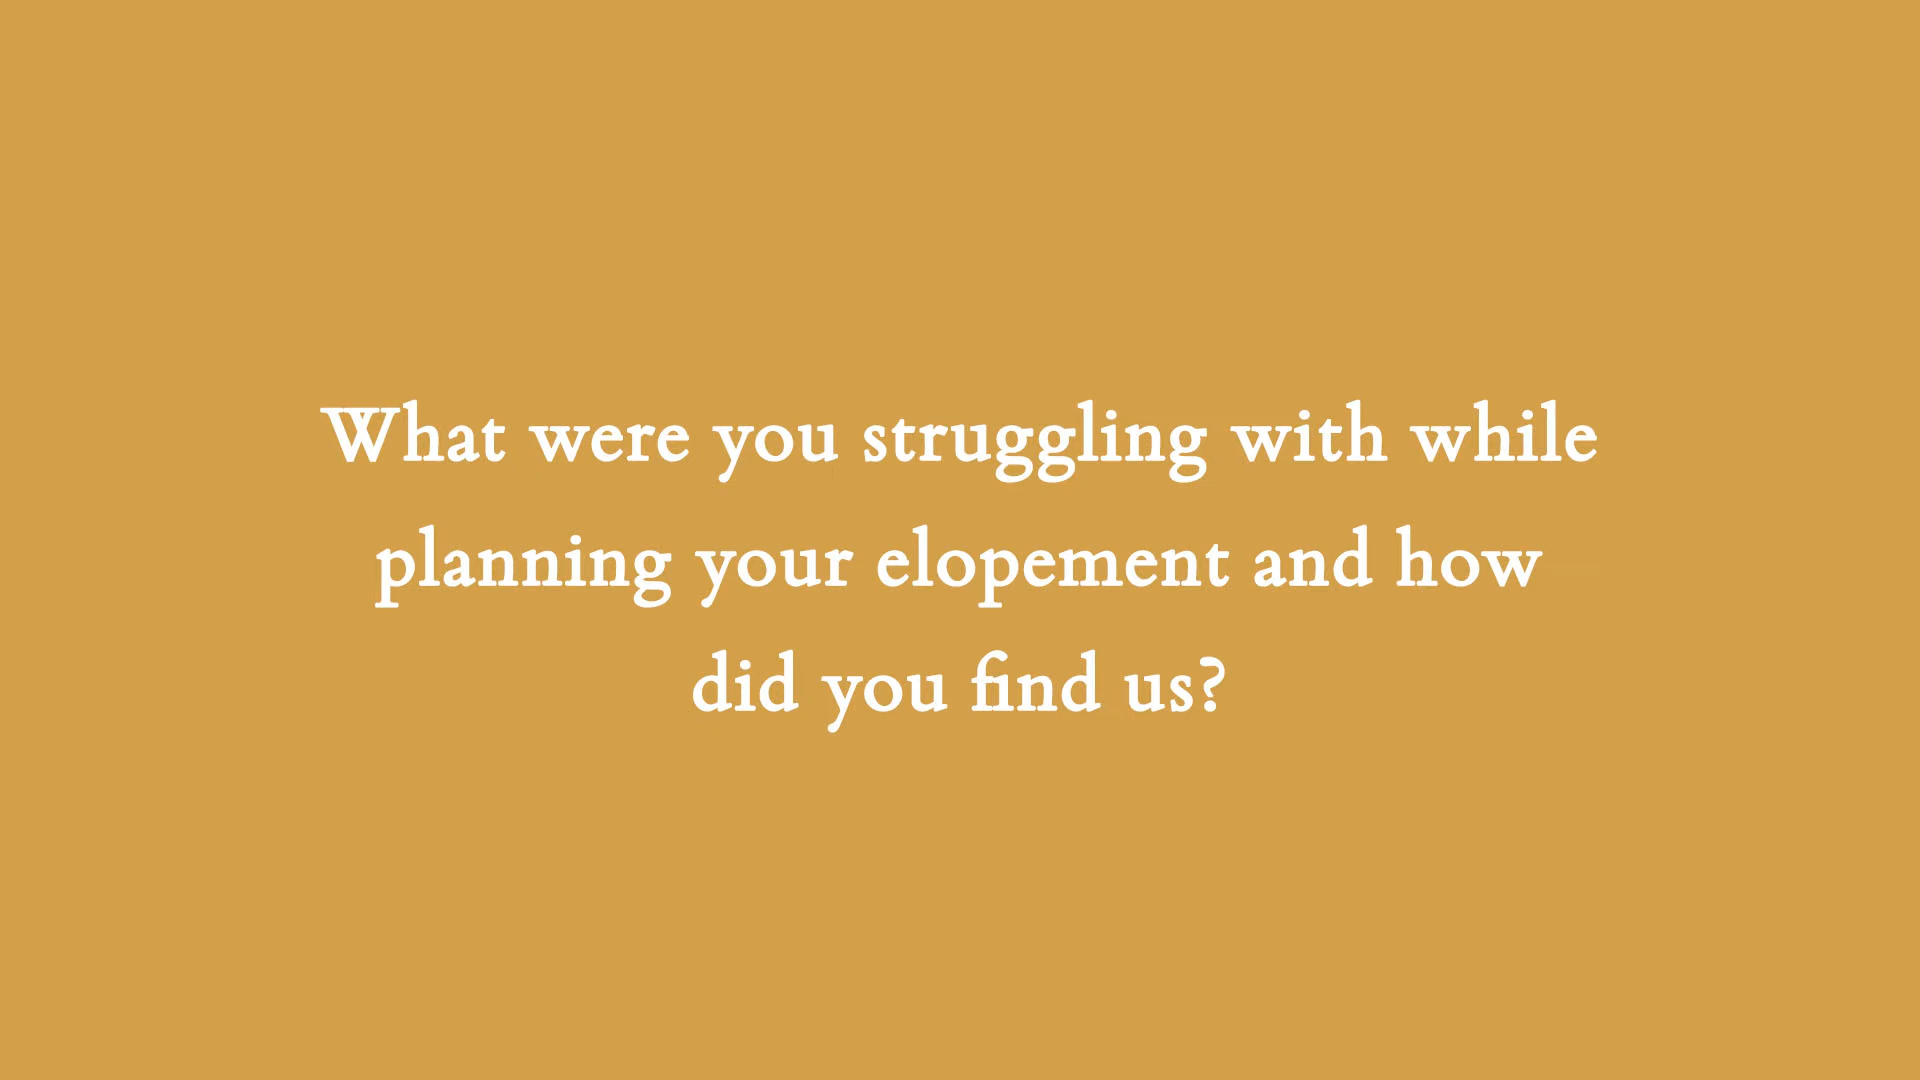 What were you struggling with while
planning your elopement and how
did you find us?